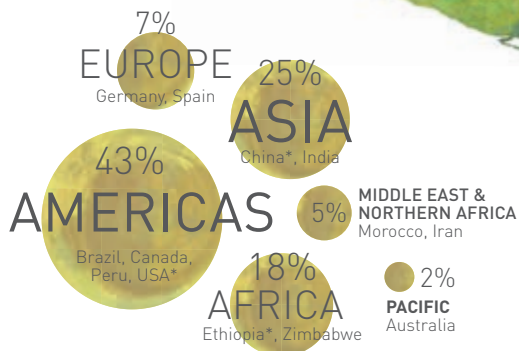 7%
EUROPE
Germany, Spain
25%
ASIA
China*, India
43%
AMERICAS
Brazil, Canada,
Peru, USA*
5%
MIDDLE EAST &
NORTHERN AFRICA
Morocco, Iran
18%
AFRICA
Ethiopia*, Zimbabwe
2%
PACIFIC
Australia